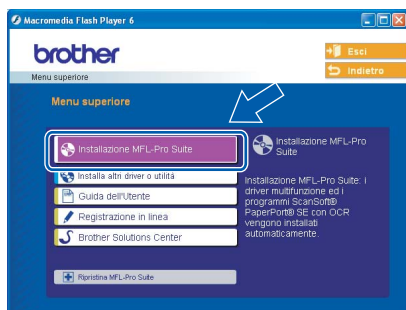 Macromedia Flash Player 6
brother
Esci
Indietro
Menu superiore
Menu superiore
Installazione MFL-Pro Suite
Installa altri driver o utilità
Guida dell'Utente
Registrazione in linea
Brother Solutions Center
Ripristina MFL-Pro Suite
Installazione MFL-Pro
Suite
Installazione MFL-Pro Suite: I
driver multifunzione ed i
programmi ScanSoft®
PaperPort® SE con OCR
vengono installati
automaticamente.